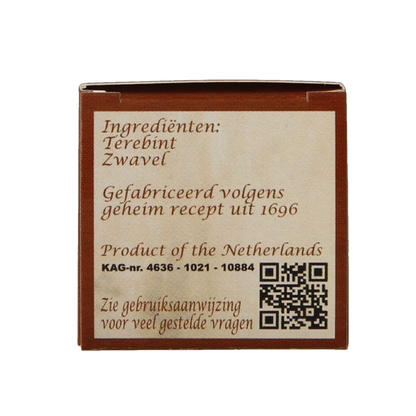 Ingrediënten:
Terebint
Zwavel
Gefabriceerd volgens
geheim recept uit 1696
Product of the Netherlands
KAG-nr. 4636 - 1021 - 10884
Zie gebruiksaanwijzing
voor veel gestelde vragen